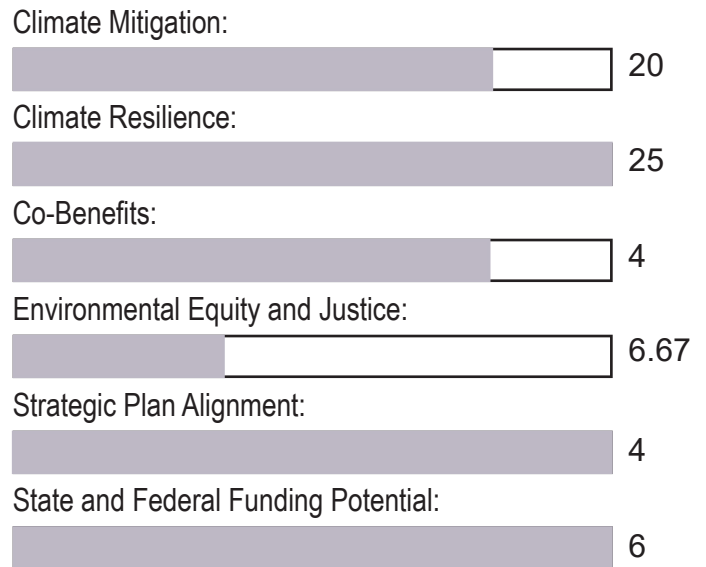 Climate Mitigation:
20
Climate Resilience:
25
Co-Benefits:
4
Environmental Equity and Justice:
6.67
Strategic Plan Alignment:
4
State and Federal Funding Potential:
6